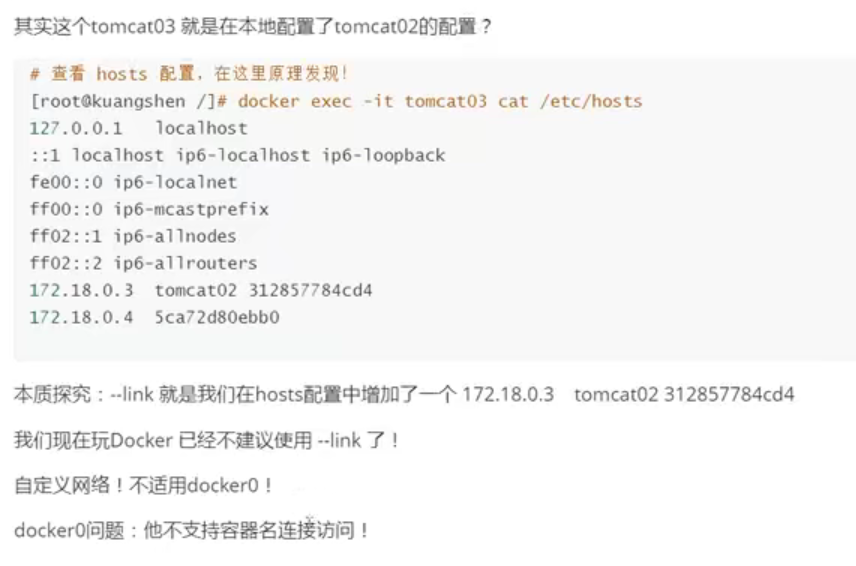 其实这个tomcat03 就是在本地配置了tomcat02的配置？
# 查看 hosts 配置，在这里原理发现！
[root@kuangshen /]# docker exec -it tomcat03 cat /etc/hosts
127.0.0.1   localhost
::1 localhost ip6-localhost ip6-loopback
fe00::0 ip6-localnet
ff00::0 ip6-mcastprefix
ff02::1 ip6-allnodes
ff02::2 ip6-allrouters
172.18.0.3  tomcat02 312857784cd4
172.18.0.4  5ca72d80ebb0
本质探究：--link 就是我们在hosts配置中增加了一个 172.18.0.3    tomcat02 312857784cd4
我们现在玩Docker 已经不建议使用 --link 了！
自定义网络！不适用docker0！
docker0问题：他不支持容器名连接访问！